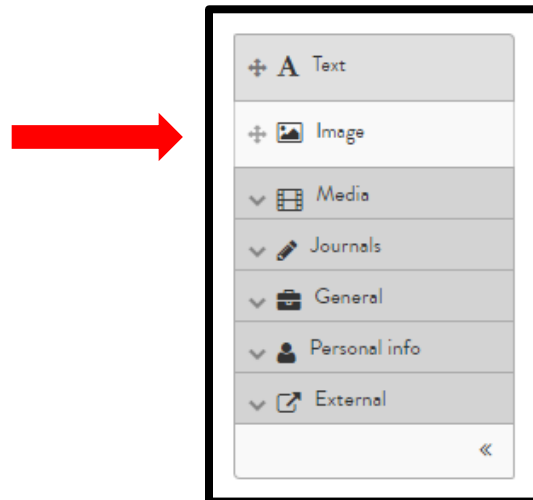 Text
Image
Media
Journals
General
Personal info
External